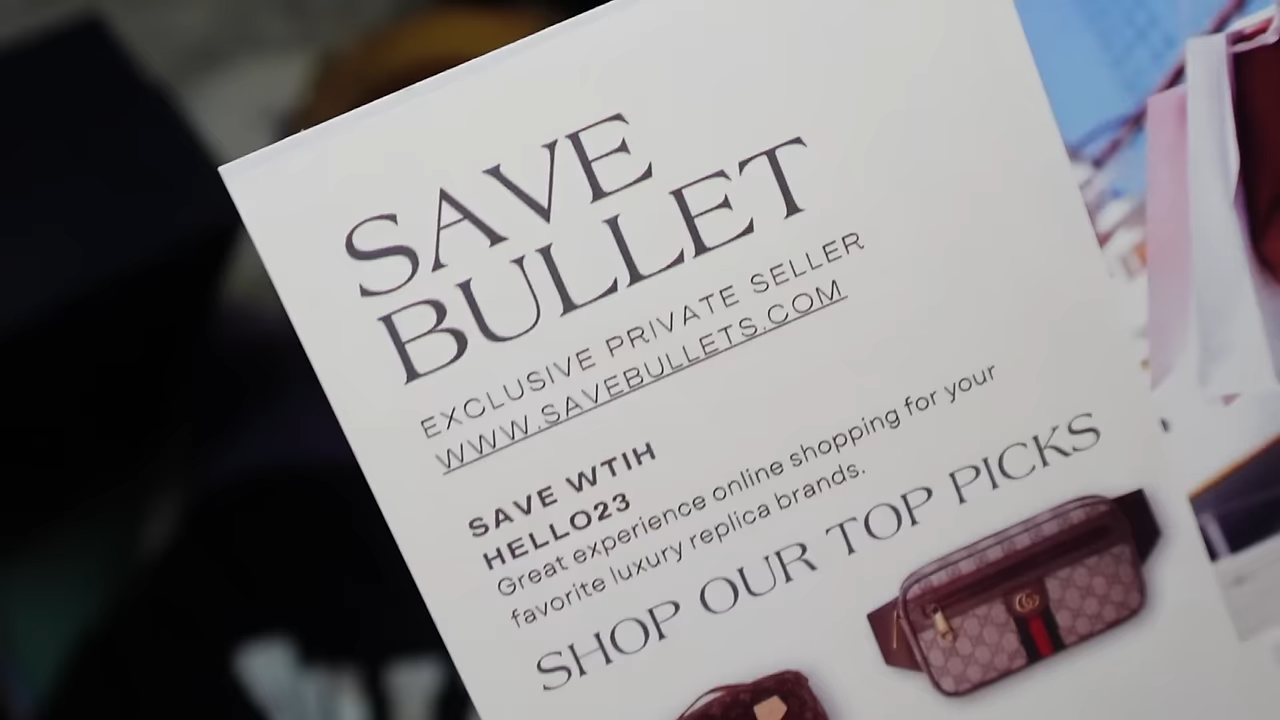 SAVE
BULLET
EXCLUSIVE PRIVATE SELLER
WWW.SAVEBULLETS.COM
SAVE WTIH
HELLO23
Great experience online shopping for your
favorite luxury replica brands.
SHOP OUR TOP PICKS